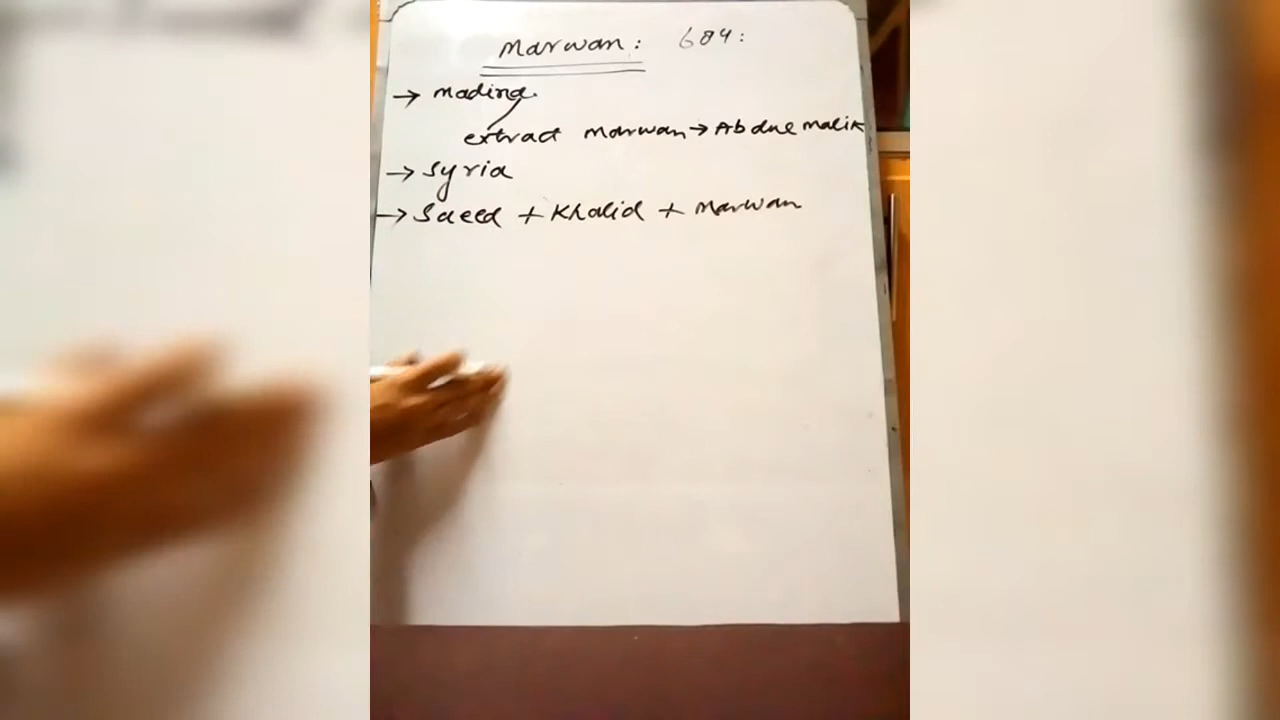 Marwan: 684:
→ Madina
extract Marwan → Abdul Malik
→ Syria
→ Saeed + Khalid + Marwan